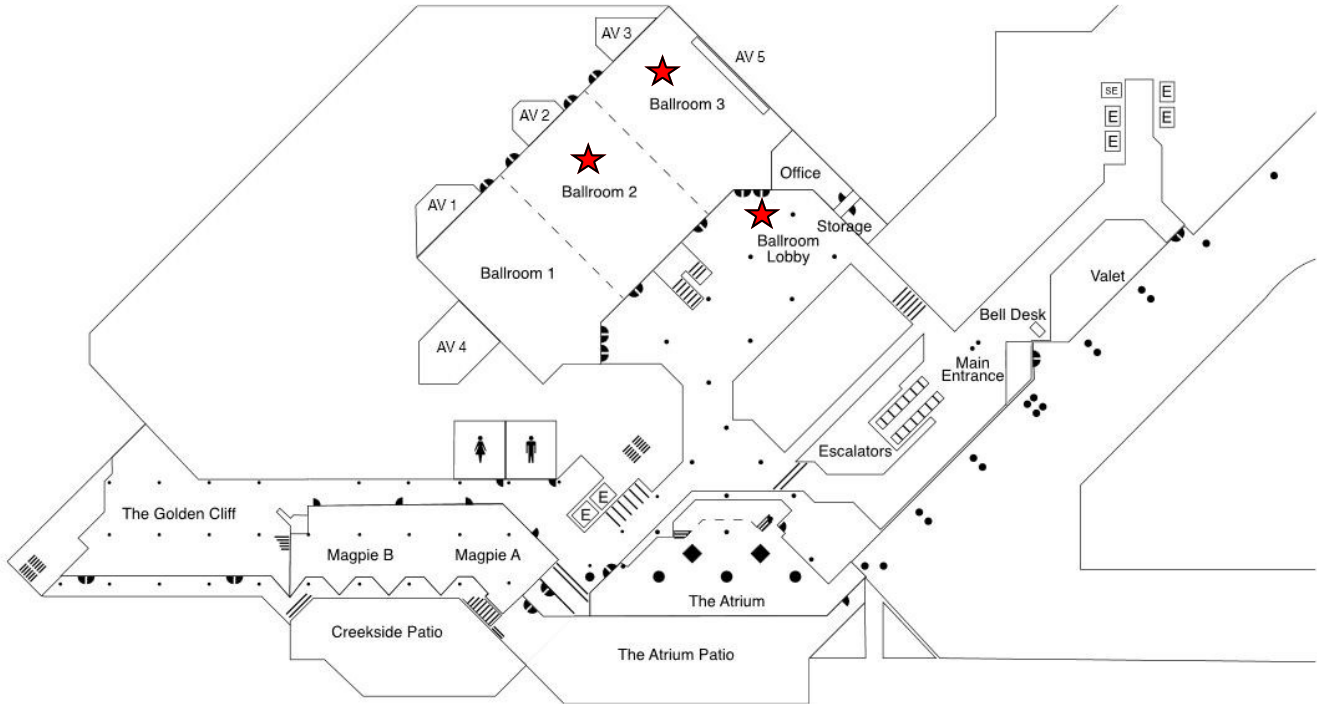 AV 3
AV 5
Ballroom 3
SE
E
E
E
E
AV 2
Office
Ballroom 2
AV 1
Storage
Ballroom
Lobby
Ballroom 1
Valet
Bell Desk
AV 4
Main
Entrance
Escalators
E
E
The Golden Cliff
Magpie B
Magpie A
The Atrium
Creekside Patio
The Atrium Patio